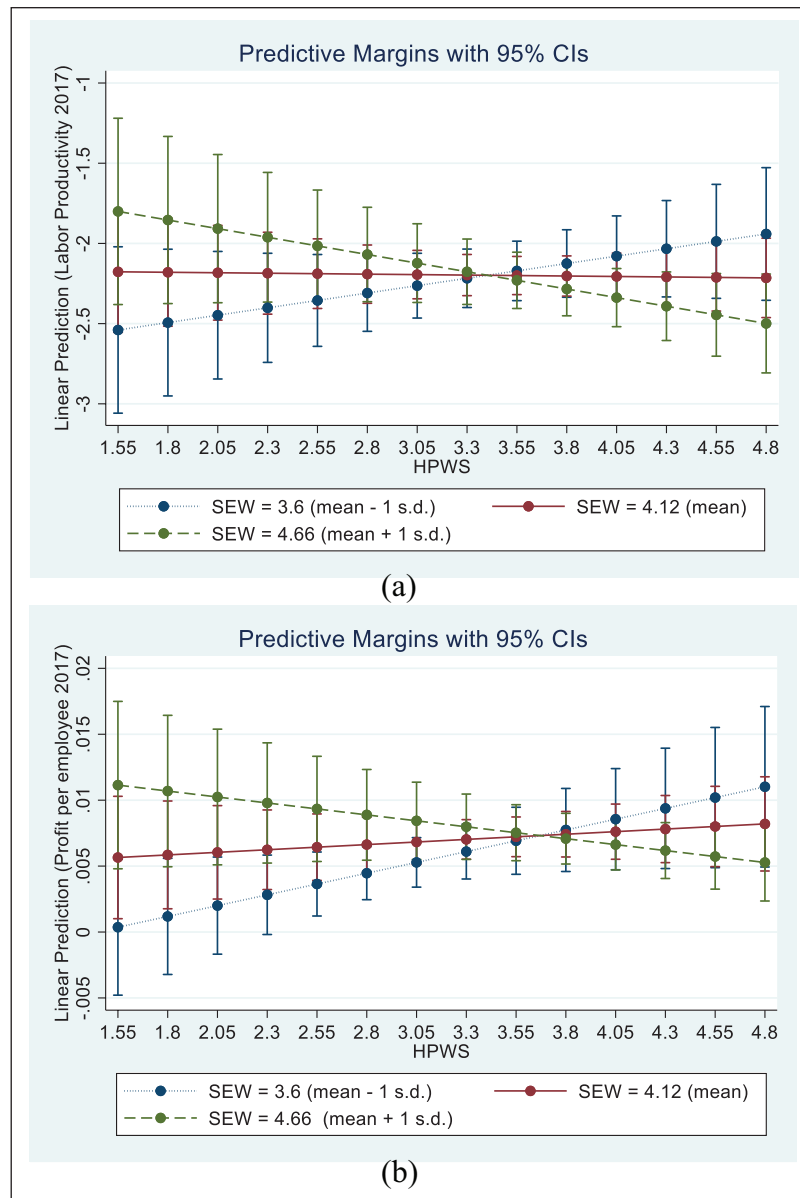 Predictive Margins with 95% CIs
Linear Prediction (Labor Productivity 2017)
-1
-1.5
-2
-2.5
-3
1.55 1.8 2.05 2.3 2.55 2.8 3.05 3.3 3.55 3.8 4.05 4.3 4.55 4.8
HPWS
SEW = 3.6 (mean - 1 s.d.) SEW = 4.12 (mean)
SEW = 4.66 (mean + 1 s.d.)
(a)
Predictive Margins with 95% CIs
Linear Prediction (Profit per employee 2017)
.02
.015
.01
.005
0
-.005
1.55 1.8 2.05 2.3 2.55 2.8 3.05 3.3 3.55 3.8 4.05 4.3 4.55 4.8
HPWS
SEW = 3.6 (mean - 1 s.d.) SEW = 4.12 (mean)
SEW = 4.66 (mean + 1 s.d.)
(b)